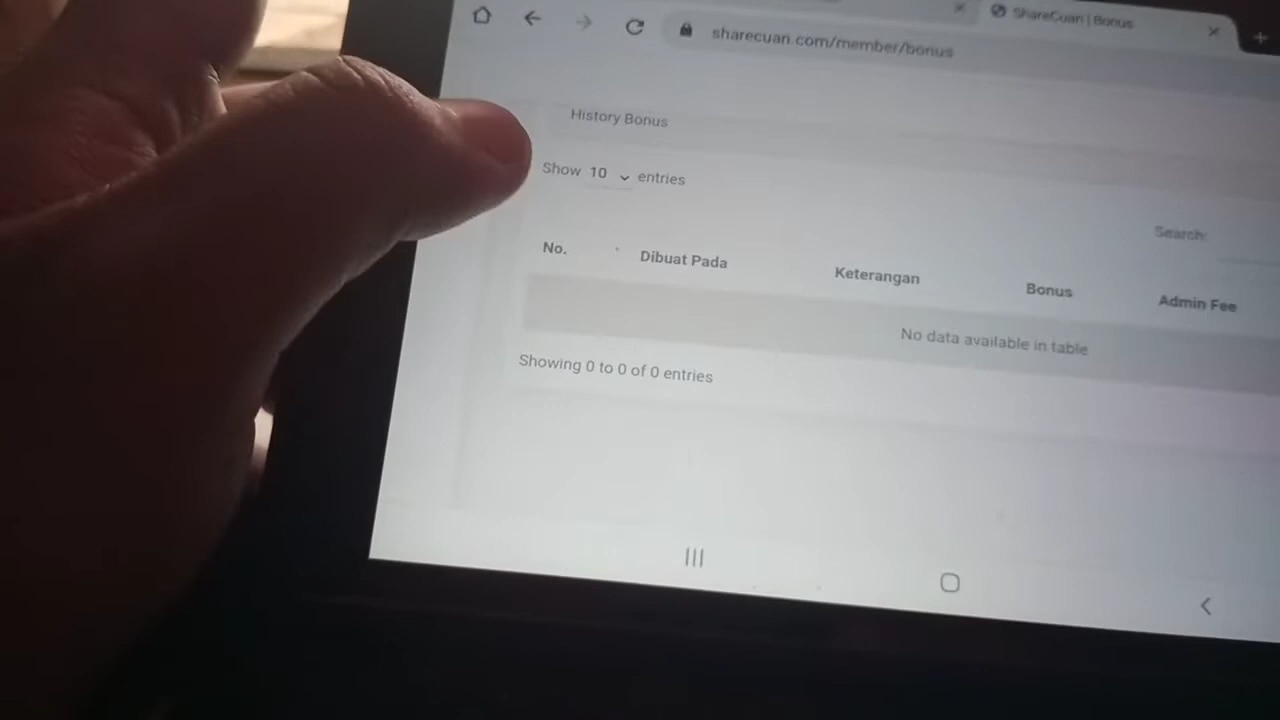 ShareCuan | Bonus
sharecuan.com/member/bonus
History Bonus
Show 10 entries
Search:
No. Dibuat Pada Keterangan Bonus Admin Fee
No data available in table
Showing 0 to 0 of 0 entries